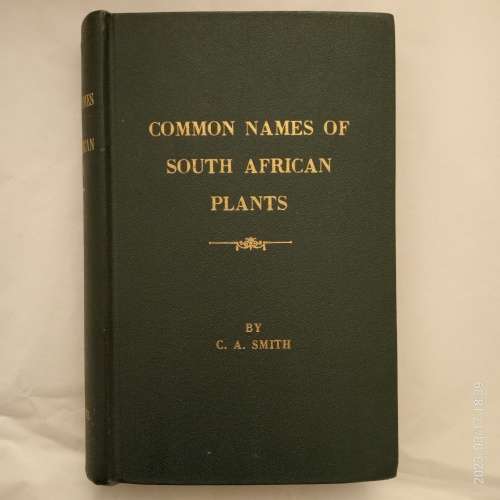 COMMON NAMES OF
SOUTH AFRICAN
PLANTS
BY
C. A. SMITH